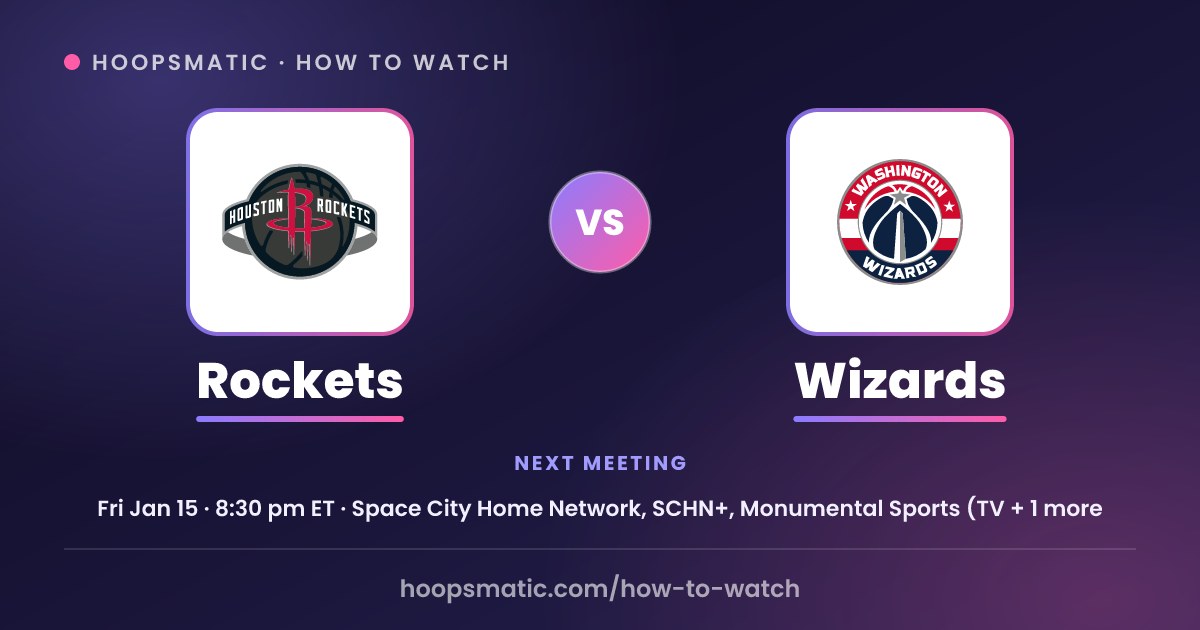 HOOPSMATIC · HOW TO WATCH
HOUSTON ROCKETS
R
WASHINGTON
WIZARDS
VS
Rockets
Wizards
NEXT MEETING
Fri Jan 15 · 8:30 pm ET · Space City Home Network, SCHN+, Monumental Sports (TV + 1 more
hoopsmatic.com/how-to-watch